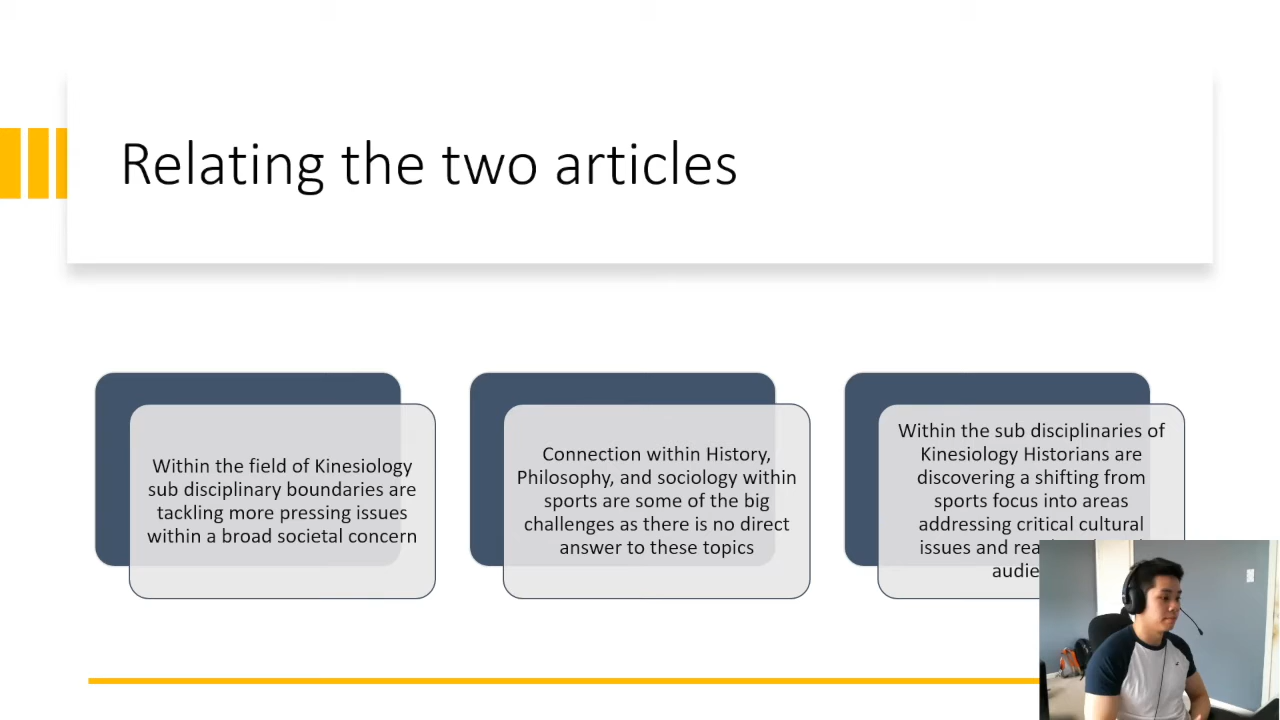 Relating the two articles
Within the field of Kinesiology
sub disciplinary boundaries are
tackling more pressing issues
within a broad societal concern
Connection within History,
Philosophy, and sociology within
sports are some of the big
challenges as there is no direct
answer to these topics
Within the sub disciplinaries of
Kinesiology Historians are
discovering a shifting from
sports focus into areas
addressing critical cultural
issues and